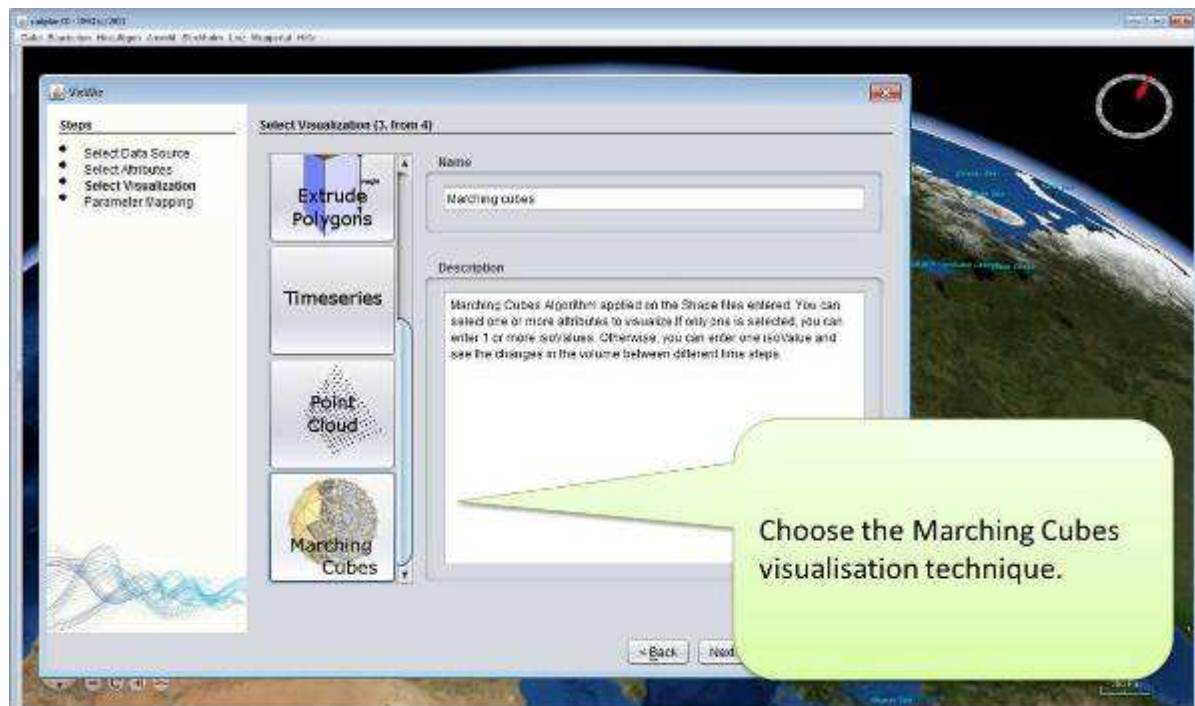 VisWiz
Steps
Select Data Source
Select Attributes
Select Visualization
Parameter Mapping
Select Visualization (3. from 4)
Extrude
Polygons
Timeseries
Point
Cloud
Marching
Cubes
Name
Marching cubes
Description
Marching Cubes Algorithm applied on the Shape files entered. You can
select one or more attributes to visualize.If only one is selected, you can
enter 1 or more isoValues. Otherwise, you can enter one isoValue and
see the changes in the volume between different time steps.
Choose the Marching Cubes
visualisation technique.
< Back
Next